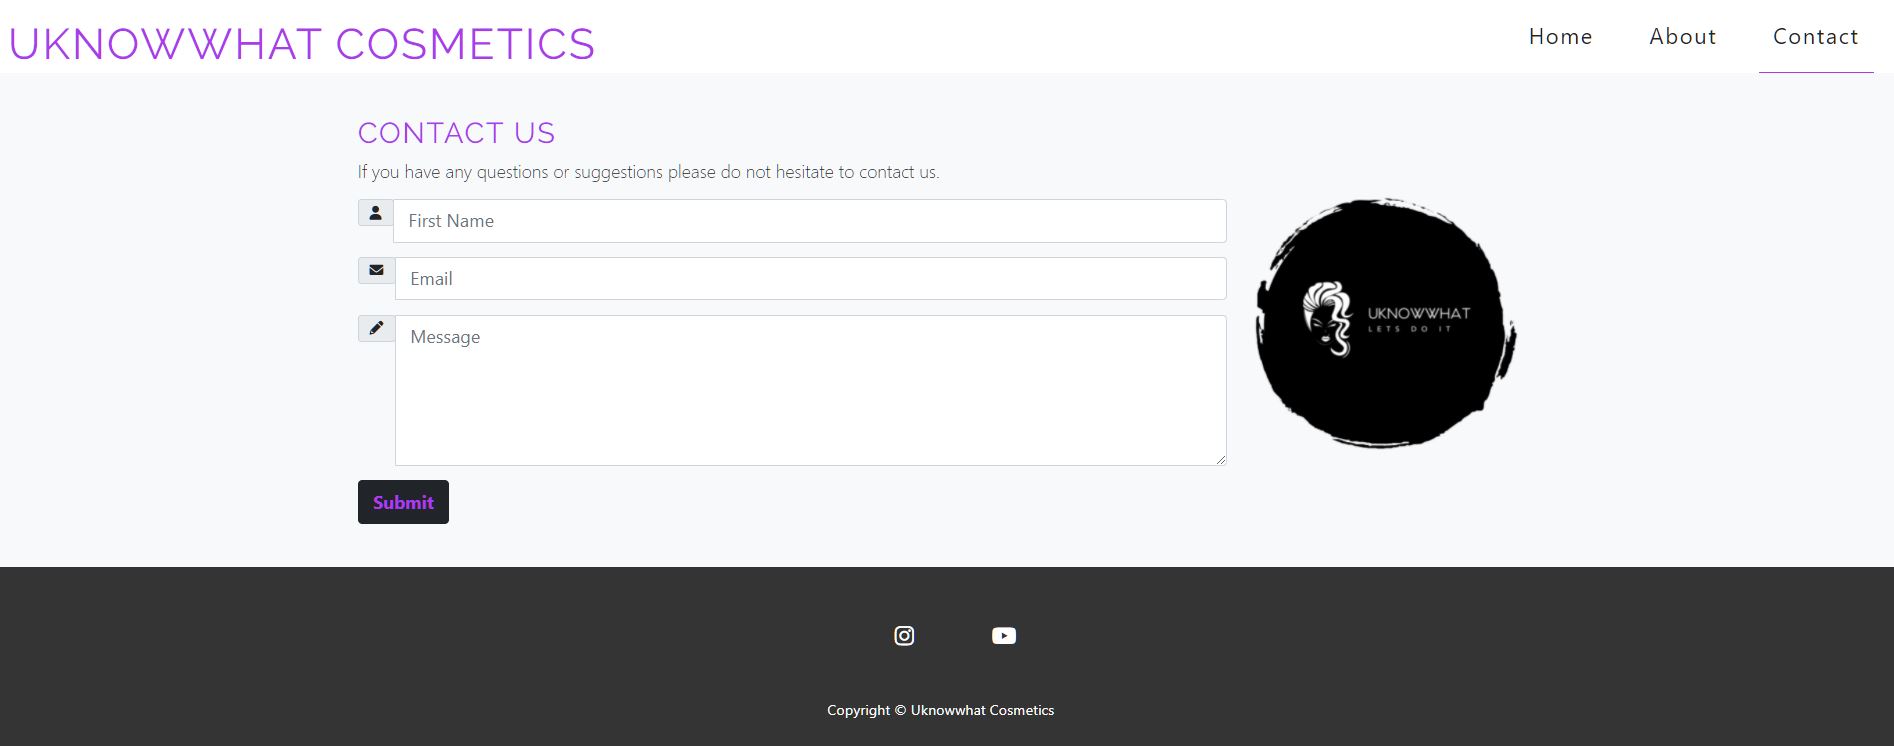 UKNOWWHAT COSMETICS
Home About Contact
CONTACT US
If you have any questions or suggestions please do not hesitate to contact us.
First Name
Email
Message
UKNOWWHAT
LETS DO IT
Submit
Copyright © Uknowwhat Cosmetics